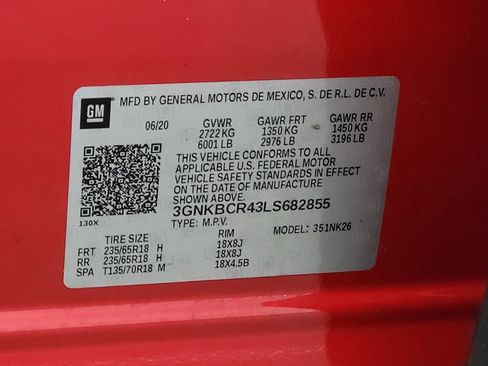 GM
MFD BY GENERAL MOTORS DE MEXICO, S. DE R.L. DE C.V.
06/20 GVWR GAWR FRT GAWR RR
2722 KG 1350 KG 1450 KG
6001 LB 2976 LB 3196 LB
THIS VEHICLE CONFORMS TO ALL
APPLICABLE U.S. FEDERAL MOTOR
VEHICLE SAFETY STANDARDS IN EFFECT
ON THE DATE OF MANUFACTURE
SHOWN ABOVE
3GNKBCR43LS682855
130X TYPE: M.P.V. MODEL: 351NK26
TIRE SIZE RIM
FRT 235/65R18 H 18X8J
RR 235/65R18 H 18X8J
SPA T135/70R18 M 18X4.5B